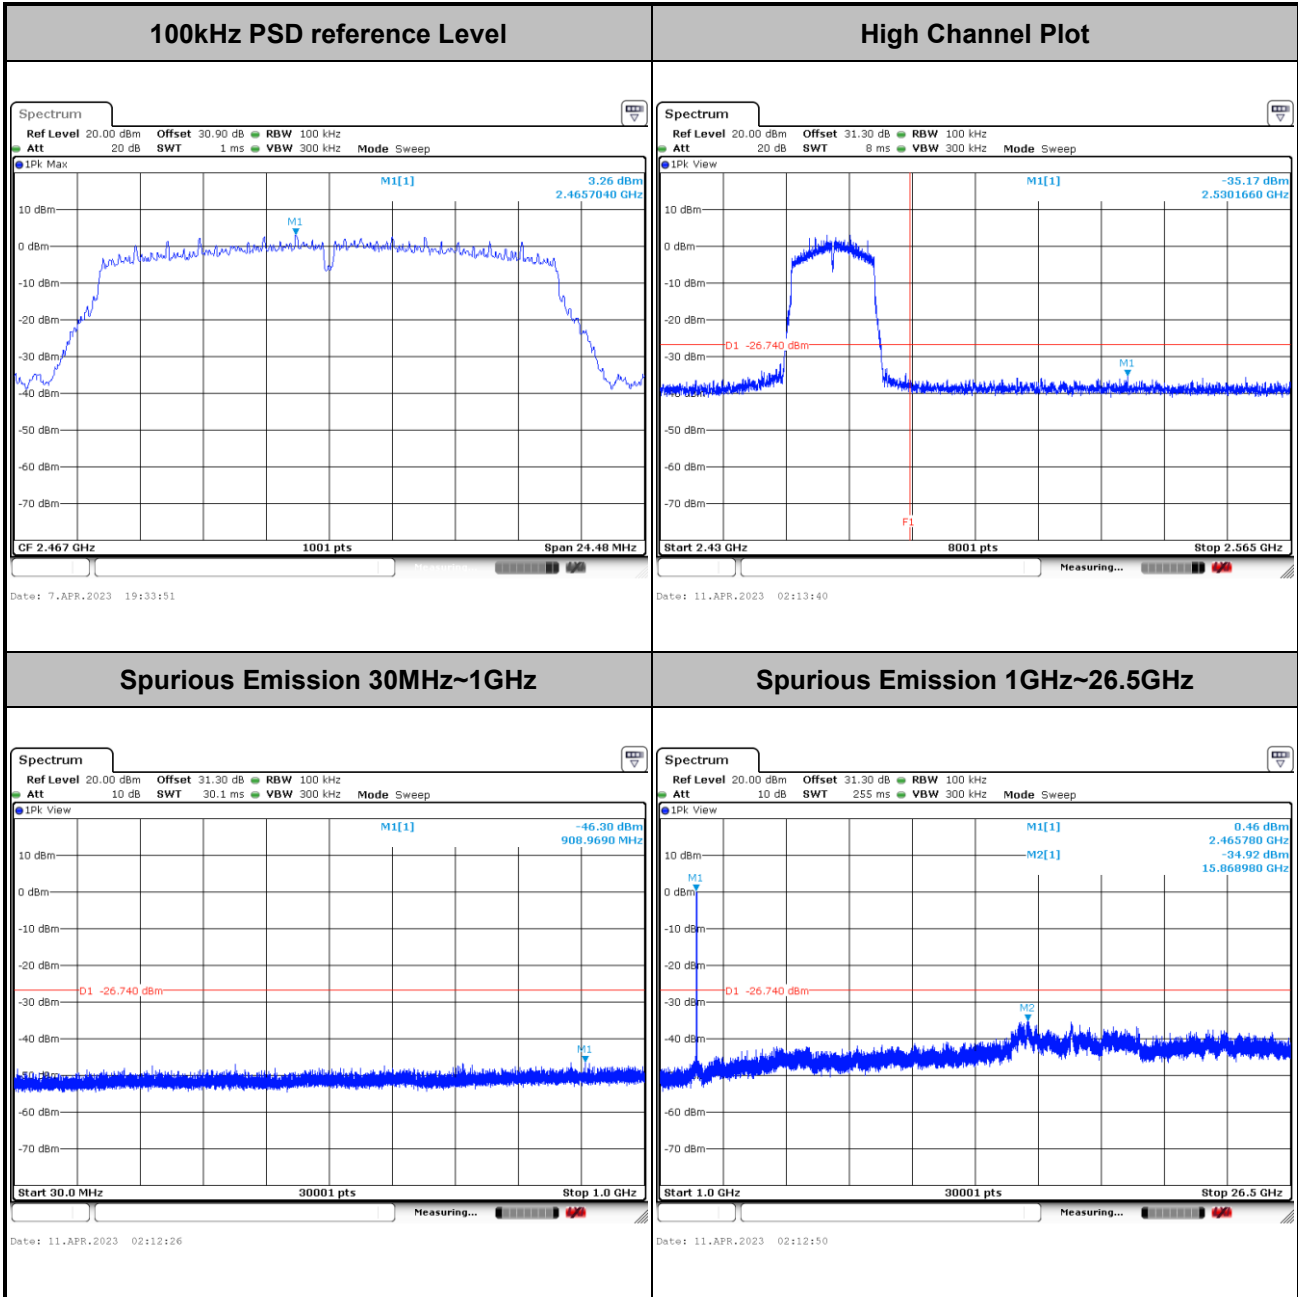 100kHz PSD reference Level
High Channel Plot
Spectrum
Ref Level 20.00 dBm Offset 30.90 dB RBW 100 kHz
Att 20 dB SWT 1 ms VBW 300 kHz Mode Sweep
1Pk Max
M1[1] 3.26 dBm
2.4657040 GHz
M1
10 dBm
0 dBm
-10 dBm
-20 dBm
-30 dBm
-40 dBm
-50 dBm
-60 dBm
-70 dBm
CF 2.467 GHz 1001 pts Span 24.48 MHz
Measuring...
Date: 7.APR.2023 19:33:51
Spectrum
Ref Level 20.00 dBm Offset 31.30 dB RBW 100 kHz
Att 20 dB SWT 8 ms VBW 300 kHz Mode Sweep
1Pk View
M1[1] -35.17 dBm
2.5301660 GHz
10 dBm
0 dBm
-10 dBm
-20 dBm
D1 -26.740 dBm
-30 dBm
M1
-40 dBm
-50 dBm
-60 dBm
-70 dBm
F1
Start 2.43 GHz 8001 pts Stop 2.565 GHz
Measuring...
Date: 11.APR.2023 02:13:40
Spurious Emission 30MHz~1GHz
Spurious Emission 1GHz~26.5GHz
Spectrum
Ref Level 20.00 dBm Offset 31.30 dB RBW 100 kHz
Att 10 dB SWT 30.1 ms VBW 300 kHz Mode Sweep
1Pk View
M1[1] -46.30 dBm
908.9690 MHz
10 dBm
0 dBm
-10 dBm
-20 dBm
D1 -26.740 dBm
-30 dBm
-40 dBm
M1
-50 dBm
-60 dBm
-70 dBm
Start 30.0 MHz 30001 pts Stop 1.0 GHz
Measuring...
Date: 11.APR.2023 02:12:26
Spectrum
Ref Level 20.00 dBm Offset 31.30 dB RBW 100 kHz
Att 10 dB SWT 255 ms VBW 300 kHz Mode Sweep
1Pk View
M1[1] 0.46 dBm
2.465780 GHz
M2[1] -34.92 dBm
15.868980 GHz
10 dBm
M1
0 dBm
-10 dBm
-20 dBm
D1 -26.740 dBm
-30 dBm
M2
-40 dBm
-50 dBm
-60 dBm
-70 dBm
Start 1.0 GHz 30001 pts Stop 26.5 GHz
Measuring...
Date: 11.APR.2023 02:12:50